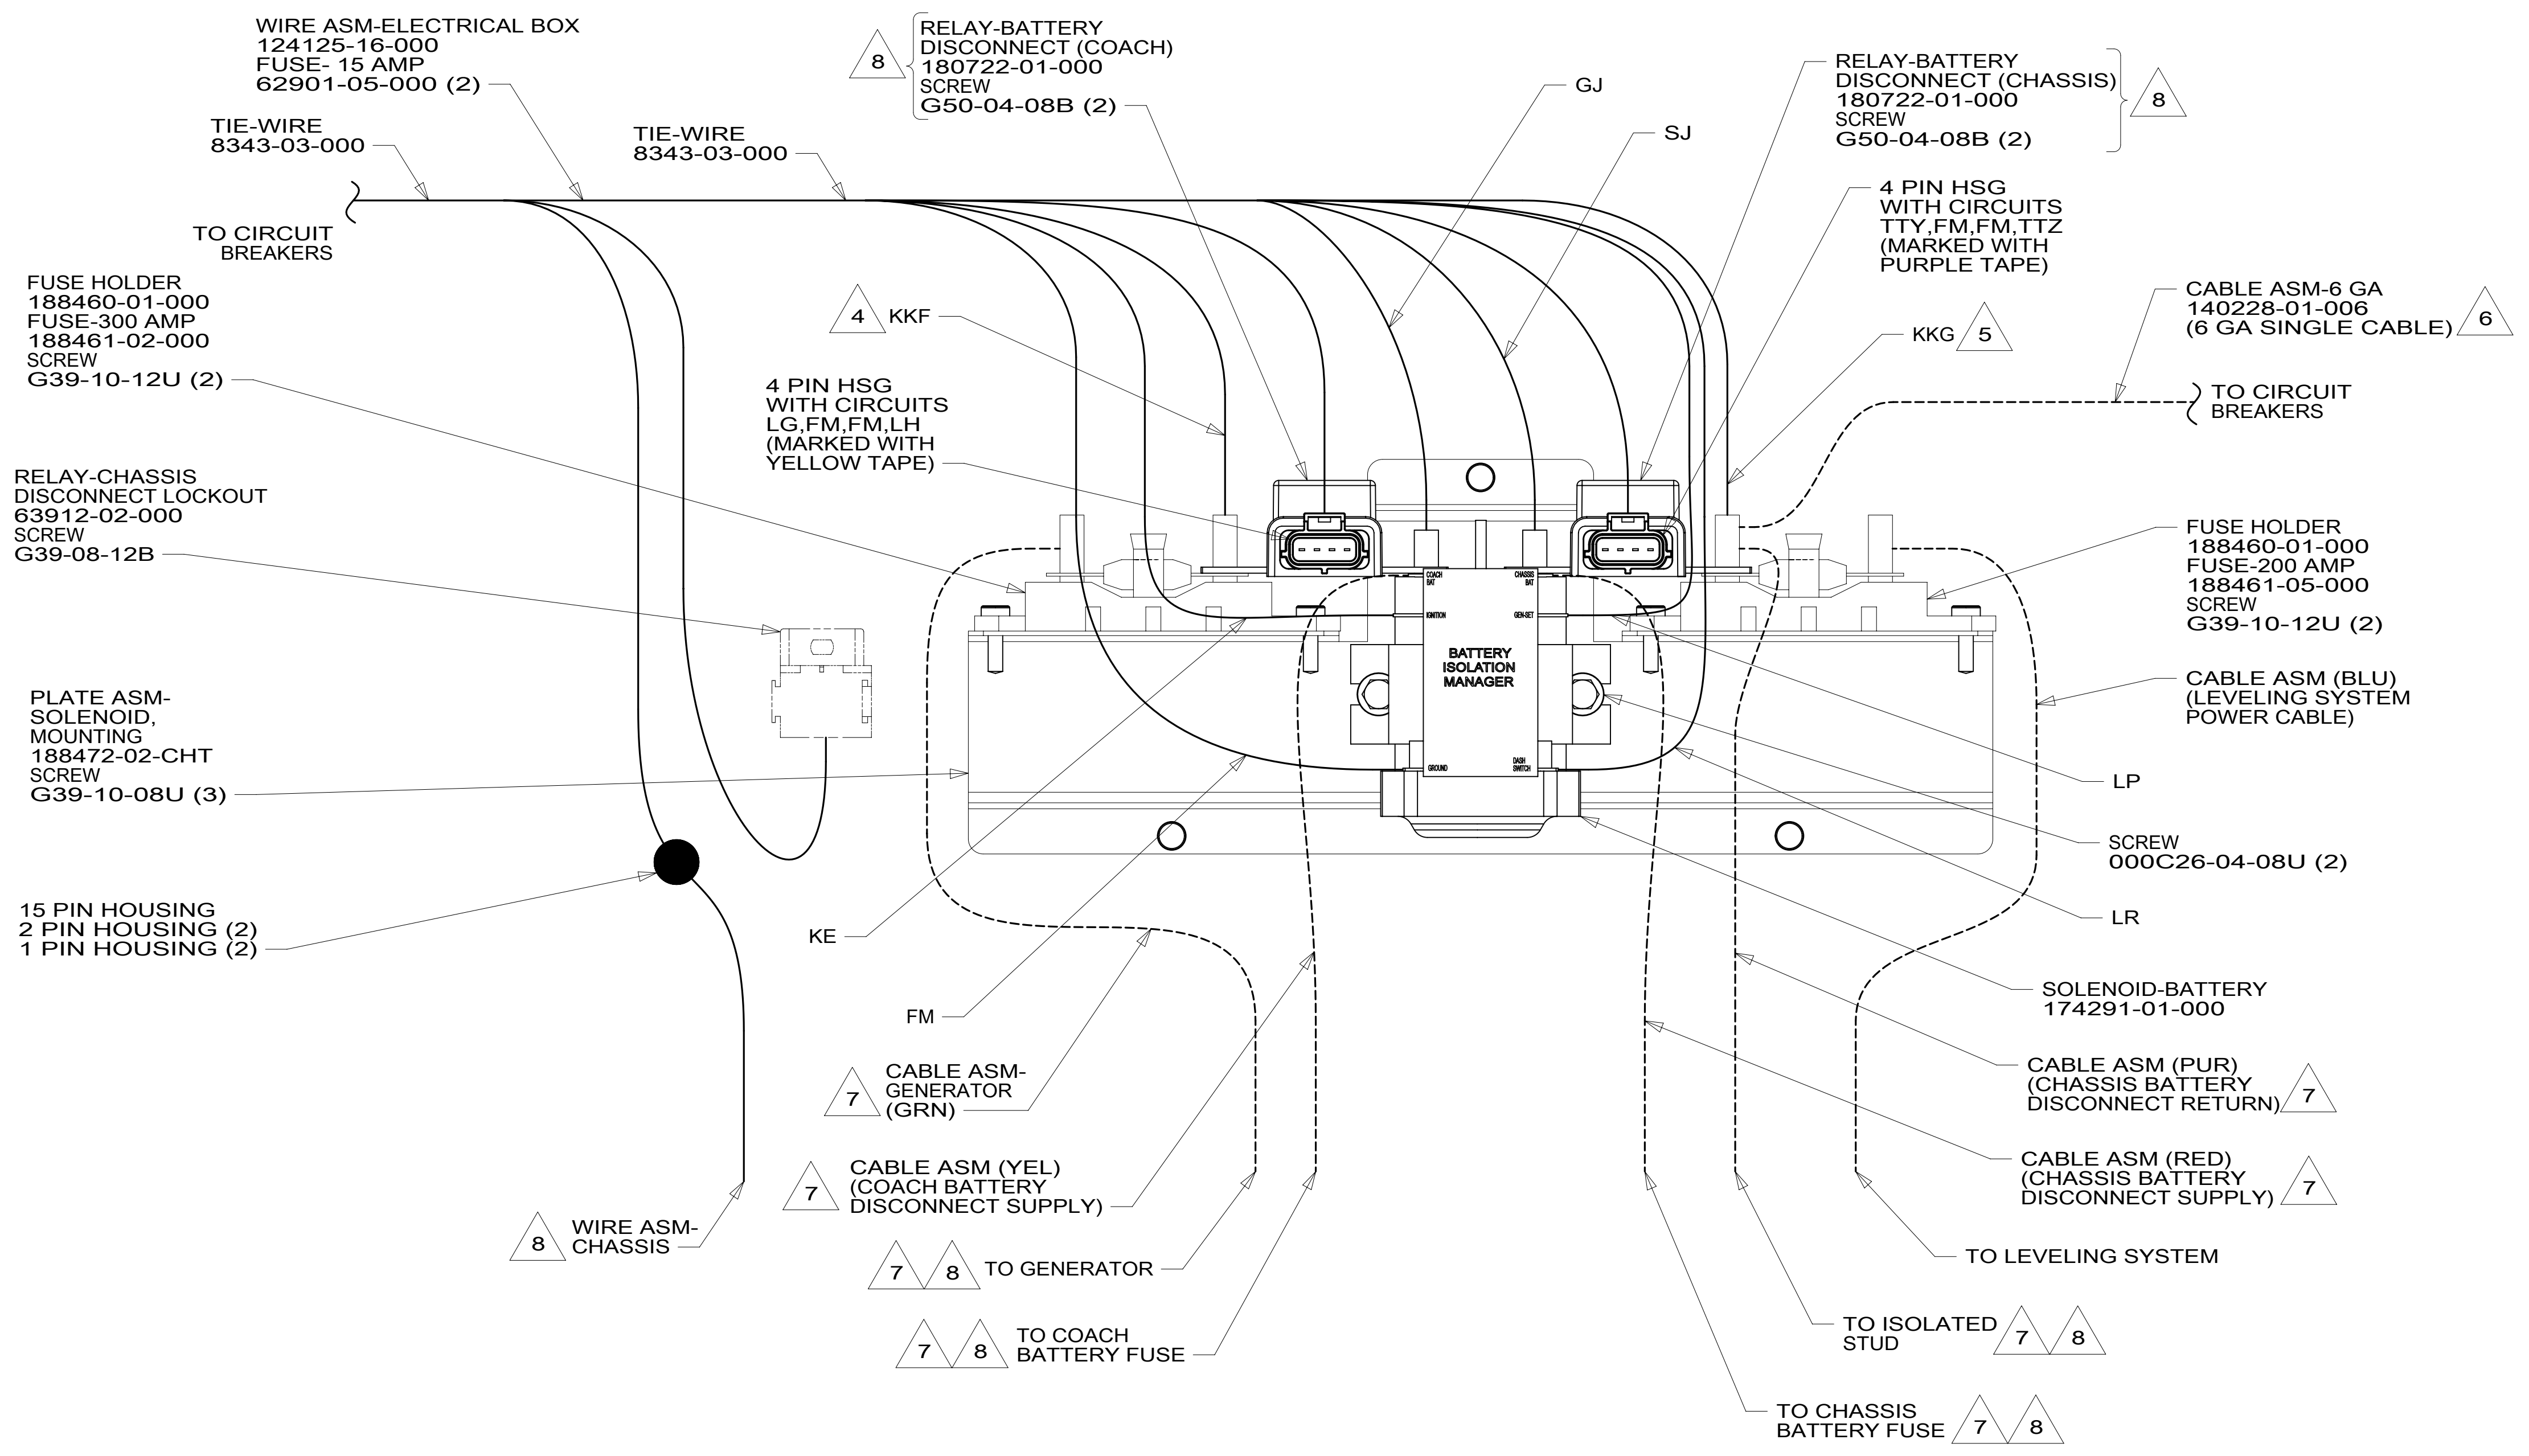 WIRE ASM-ELECTRICAL BOX
124125-16-000
FUSE- 15 AMP
62901-05-000 (2)
TIE-WIRE
8343-03-000
TIE-WIRE
8343-03-000
8
RELAY-BATTERY
DISCONNECT (COACH)
180722-01-000
SCREW
G50-04-08B (2)
GJ
SJ
RELAY-BATTERY
DISCONNECT (CHASSIS)
180722-01-000
SCREW
G50-04-08B (2)
8
4 PIN HSG
WITH CIRCUITS
TTY,FM,FM,TTZ
(MARKED WITH
PURPLE TAPE)
TO CIRCUIT
BREAKERS
FUSE HOLDER
188460-01-000
FUSE-300 AMP
188461-02-000
SCREW
G39-10-12U (2)
4
KKF
KKG
5
CABLE ASM-6 GA
140228-01-006
(6 GA SINGLE CABLE)
6
TO CIRCUIT
BREAKERS
4 PIN HSG
WITH CIRCUITS
LG,FM,FM,LH
(MARKED WITH
YELLOW TAPE)
RELAY-CHASSIS
DISCONNECT LOCKOUT
63912-02-000
SCREW
G39-08-12B
FUSE HOLDER
188460-01-000
FUSE-200 AMP
188461-05-000
SCREW
G39-10-12U (2)
COACH
BAT
CHASSIS
BAT
IGNITION
GEN-SET
BATTERY
ISOLATION
MANAGER
GROUND
DASH
SWITCH
PLATE ASM-
SOLENOID,
MOUNTING
188472-02-CHT
SCREW
G39-10-08U (3)
CABLE ASM (BLU)
(LEVELING SYSTEM
POWER CABLE)
LP
SCREW
000C26-04-08U (2)
LR
15 PIN HOUSING
2 PIN HOUSING (2)
1 PIN HOUSING (2)
KE
FM
SOLENOID-BATTERY
174291-01-000
7
CABLE ASM-
GENERATOR
(GRN)
CABLE ASM (PUR)
(CHASSIS BATTERY
DISCONNECT RETURN)
7
7
CABLE ASM (YEL)
(COACH BATTERY
DISCONNECT SUPPLY)
CABLE ASM (RED)
(CHASSIS BATTERY
DISCONNECT SUPPLY)
7
8
WIRE ASM-
CHASSIS
7
8
TO GENERATOR
TO LEVELING SYSTEM
7
8
TO COACH
BATTERY FUSE
TO ISOLATED
STUD
7
8
TO CHASSIS
BATTERY FUSE
7
8